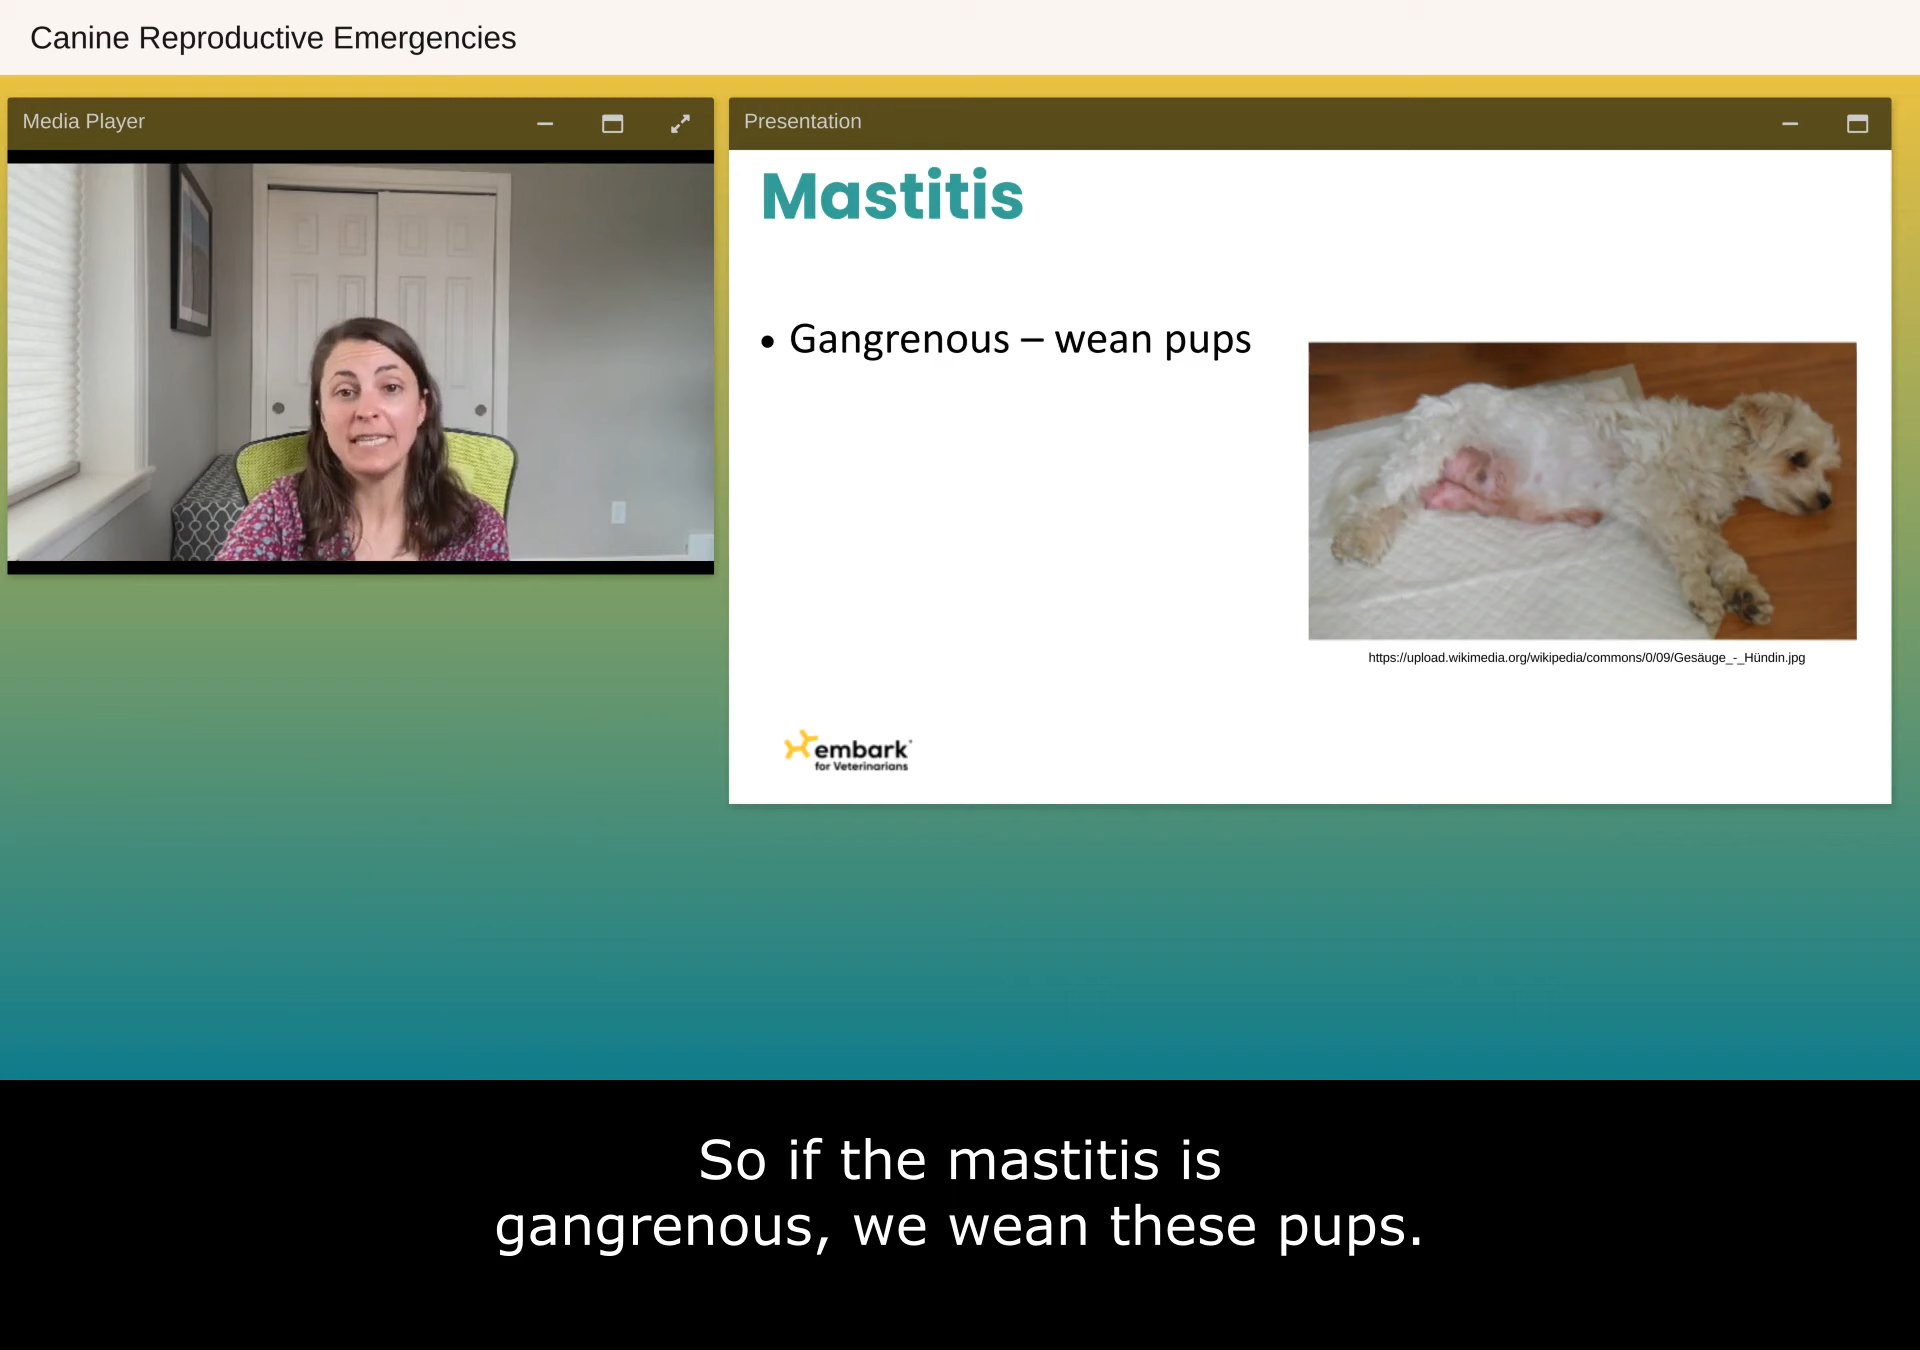 Canine Reproductive Emergencies
Media Player
Presentation
Mastitis
• Gangrenous – wean pups
https://upload.wikimedia.org/wikipedia/commons/0/09/Gesäuge_-_Hündin.jpg
embark
for Veterinarians
So if the mastitis is
gangrenous, we wean these pups.